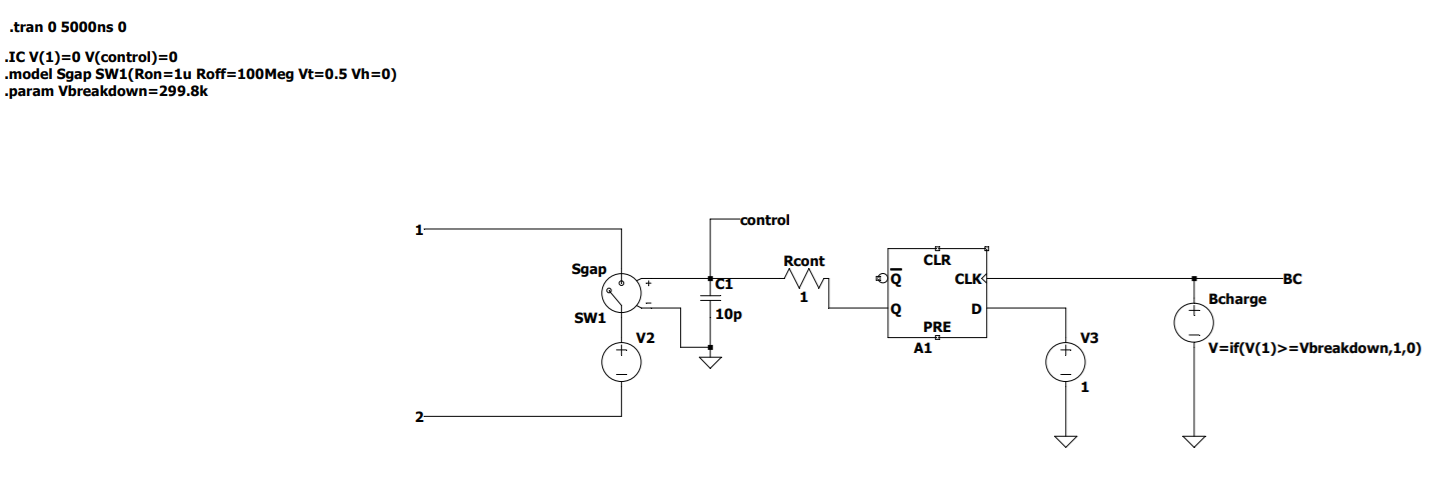 .tran 0 5000ns 0
.IC V(1)=0 V(control)=0
.model Sgap SW1(Ron=1u Roff=100Meg Vt=0.5 Vh=0)
.param Vbreakdown=299.8k
control
1
Sgap
SW1
+
−
V2
+
−
2
C1
10p
Rcont
1
Q
CLR
CLK
Q
D
PRE
A1
V3
+
−
1
BC
Bcharge
+
−
V=if(V(1)>=Vbreakdown,1,0)